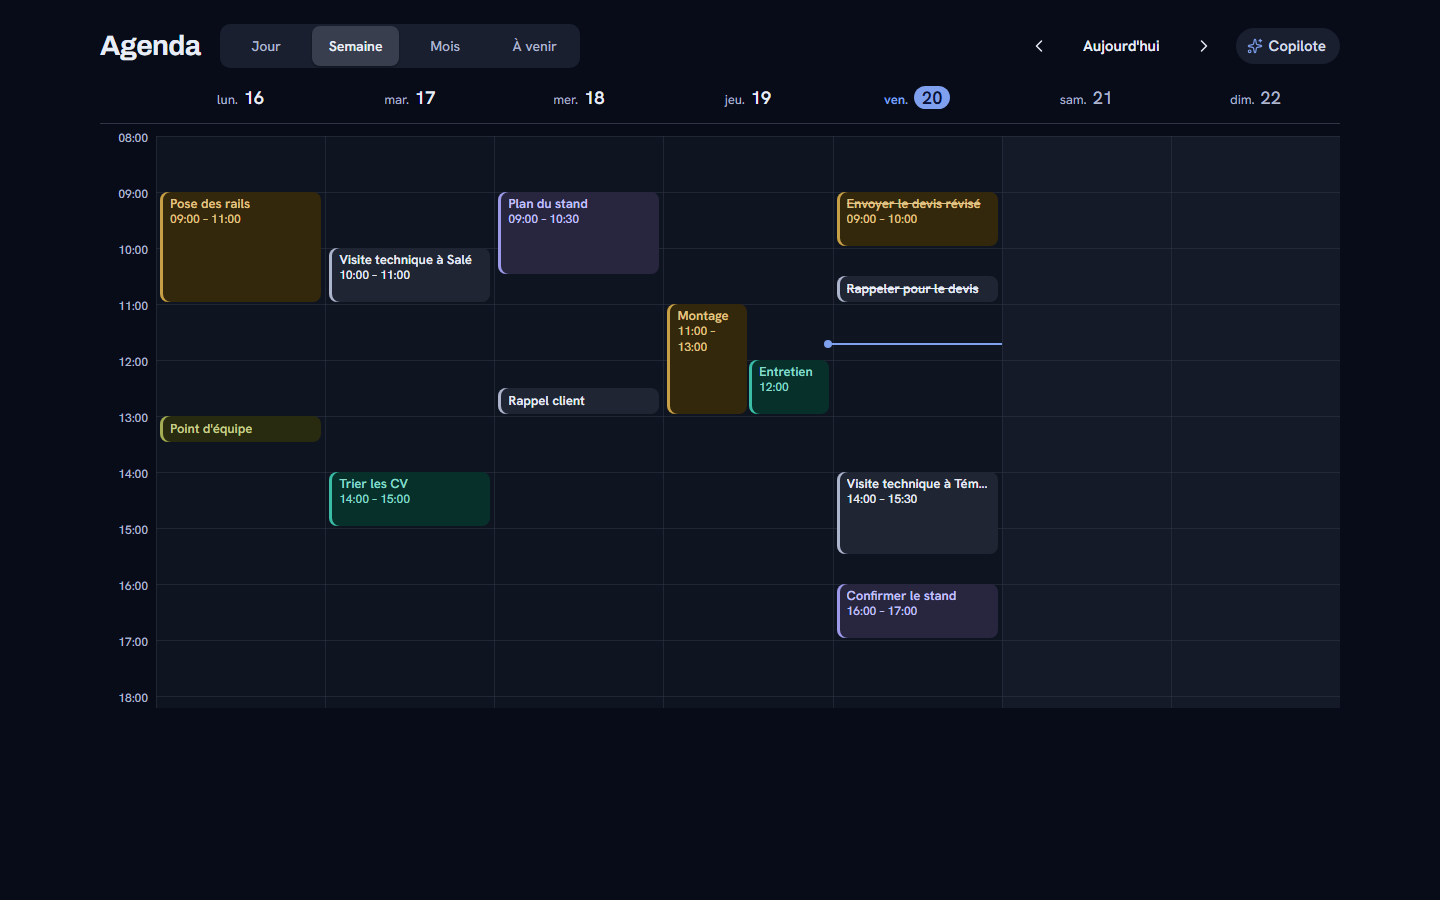 Agenda
Jour
Semaine
Mois
À venir
Aujourd'hui
Copilote
lun. 16
mar. 17
mer. 18
jeu. 19
ven. 20
sam. 21
dim. 22
08:00
09:00
10:00
11:00
12:00
13:00
14:00
15:00
16:00
17:00
18:00
Pose des rails
09:00 – 11:00
Point d'équipe
Visite technique à Salé
10:00 – 11:00
Trier les CV
14:00 – 15:00
Plan du stand
09:00 – 10:30
Rappel client
Montage
11:00 –
13:00
Entretien
12:00
Envoyer le devis révisé
09:00 – 10:00
Rappeler pour le devis
Visite technique à Tém...
14:00 – 15:30
Confirmer le stand
16:00 – 17:00